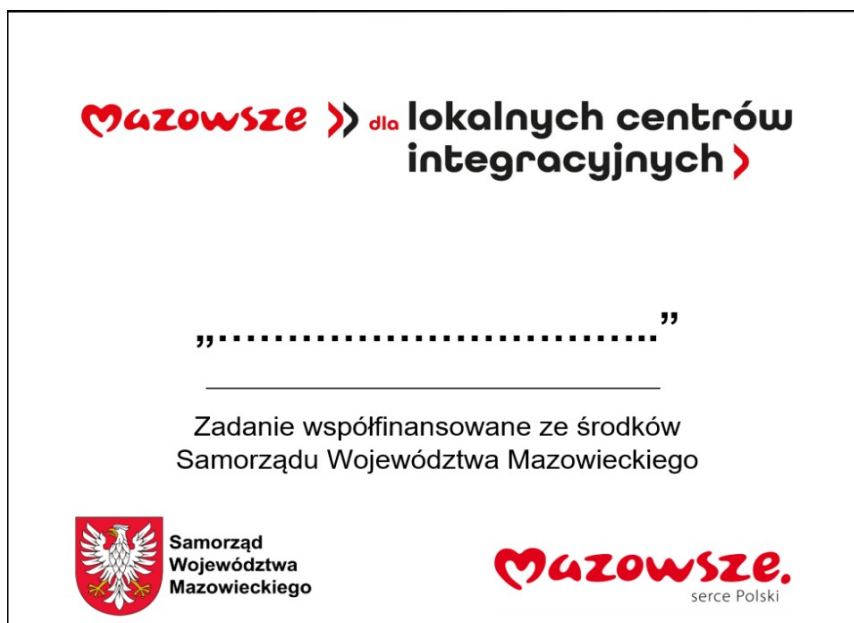 mazowsze dla lokalnych centrów
integracyjnych
„……………………………..”
Zadanie współfinansowane ze środków
Samorządu Województwa Mazowieckiego
Samorząd
Województwa
Mazowieckiego
mazowsze.
serce Polski